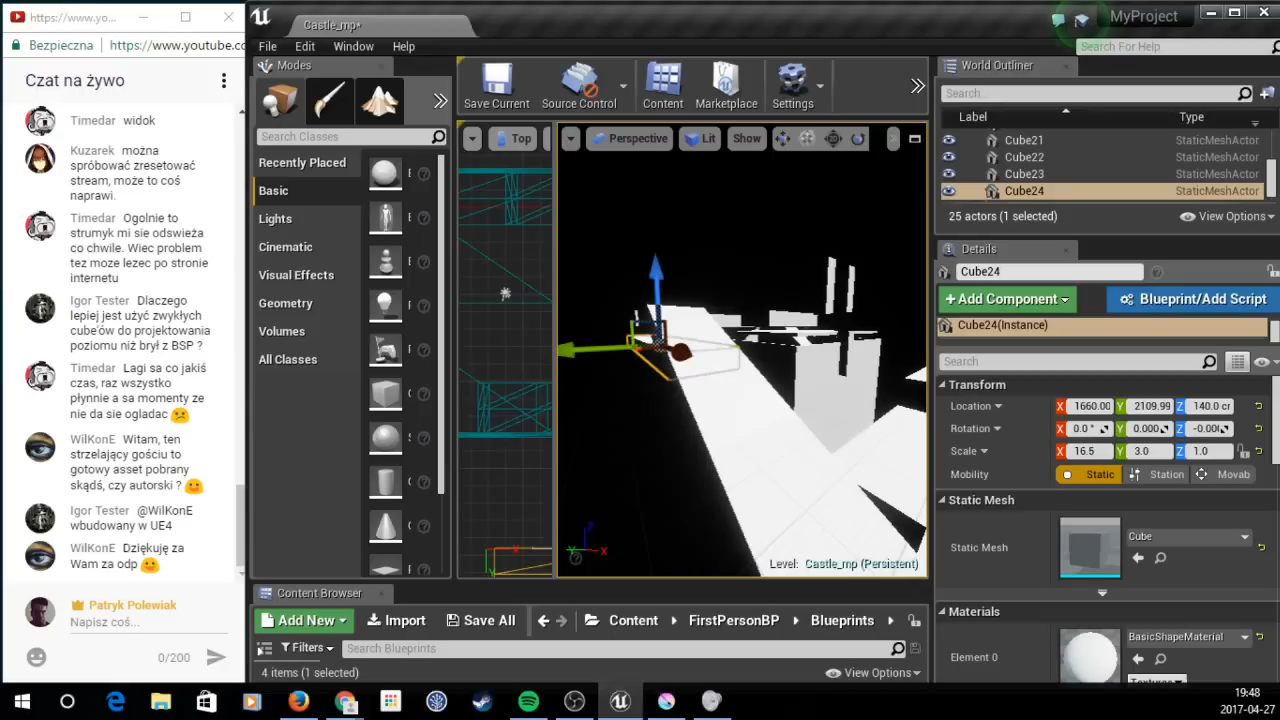 https://www.yo...
Bezpieczna
https://www.youtube.cc
Czat na żywo
Timedar widok
Kuzarek można
spróbować zresetować
stream, może to coś
naprawi.
Timedar Ogolnie to
strumyk mi sie odswieża
co chwile. Wiec problem
tez moze lezec po stronie
internetu
Igor Tester Dlaczego
lepiej jest użyć zwykłych
cube'ów do projektowania
poziomu niż brył z BSP ?
Timedar Lagi sa co jakiś
czas, raz wszystko
płynnie a sa momenty ze
nie da sie ogladac
WilKonE Witam, ten
strzelający gościu to
gotowy asset pobrany
skądś, czy autorski ?
Igor Tester @WilKonE
wbudowany w UE4
WilKonE Dziękuję za
Wam za odp
Patryk Polewiak
Napisz coś...
0/200
Castle_mp*
MyProject
File Edit Window Help
Search For Help
Modes
Save Current
Source Control
Content
Marketplace
Settings
Search Classes
Recently Placed
Basic
Lights
Cinematic
Visual Effects
Geometry
Volumes
All Classes
Top
Perspective
Lit
Show
Level: Castle_mp (Persistent)
World Outliner
Search...
Label Type
Cube21 StaticMeshActor
Cube22 StaticMeshActor
Cube23 StaticMeshActor
Cube24 StaticMeshActor
25 actors (1 selected)
View Options
Details
Cube24
Add Component
Blueprint/Add Script
Cube24(Instance)
Search
Transform
Location X 1660.00 Y 2109.99 Z 140.0 cr
Rotation X 0.0 ° Y 0.000 Z -0.00(
Scale X 16.5 Y 3.0 Z 1.0
Mobility Static Station Movab
Static Mesh
Static Mesh
Cube
Materials
Element 0
BasicShapeMaterial
Textures
Content Browser
Add New
Import
Save All
Content
FirstPersonBP
Blueprints
Filters
Search Blueprints
4 items (1 selected)
View Options
19:48
2017-04-27